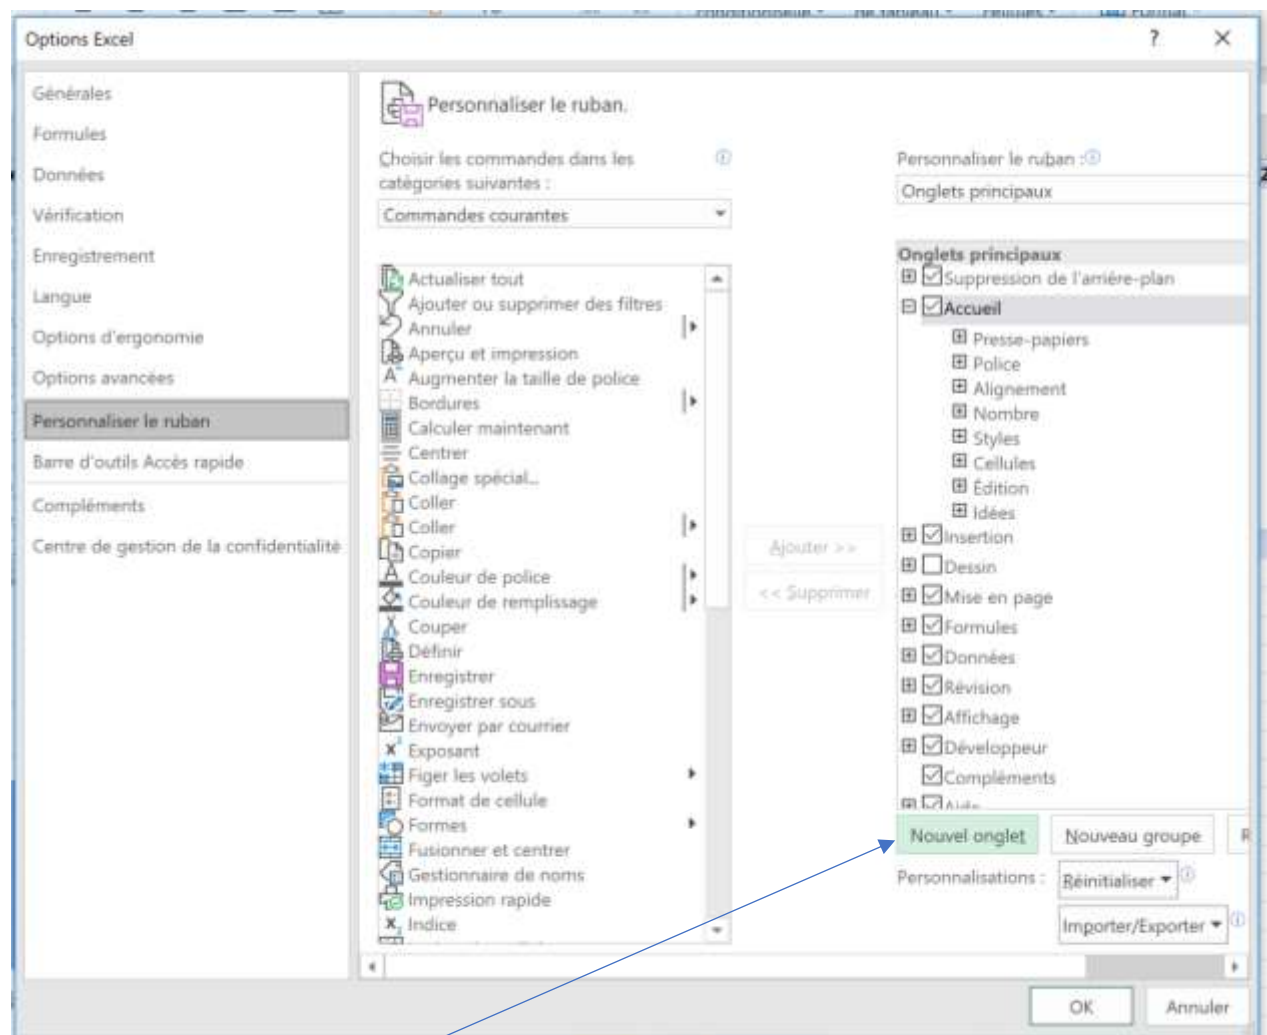 Options Excel
?
Générales
Formules
Données
Vérification
Enregistrement
Langue
Options d'ergonomie
Options avancées
Personnaliser le ruban
Barre d'outils Accès rapide
Compléments
Centre de gestion de la confidentialité
Personnaliser le ruban.
Choisir les commandes dans les
catégories suivantes :
Commandes courantes
Actualiser tout
Ajouter ou supprimer des filtres
Annuler
Aperçu et impression
Augmenter la taille de police
Bordures
Calculer maintenant
Centrer
Collage spécial...
Coller
Coller
Copier
Couleur de police
Couleur de remplissage
Couper
Définir
Enregistrer
Enregistrer sous
Envoyer par courrier
Exposant
Figer les volets
Format de cellule
Formes
Fusionner et centrer
Gestionnaire de noms
Impression rapide
Indice
Ajouter >>
<< Supprimer
Personnaliser le ruban :
Onglets principaux
Onglets principaux
Suppression de l'arrière-plan
Accueil
Presse-papiers
Police
Alignement
Nombre
Styles
Cellules
Édition
Idées
Insertion
Dessin
Mise en page
Formules
Données
Révision
Affichage
Développeur
Compléments
Aide
Nouvel onglet
Nouveau groupe
R
Personnalisations :
Réinitialiser
Importer/Exporter
OK
Annuler